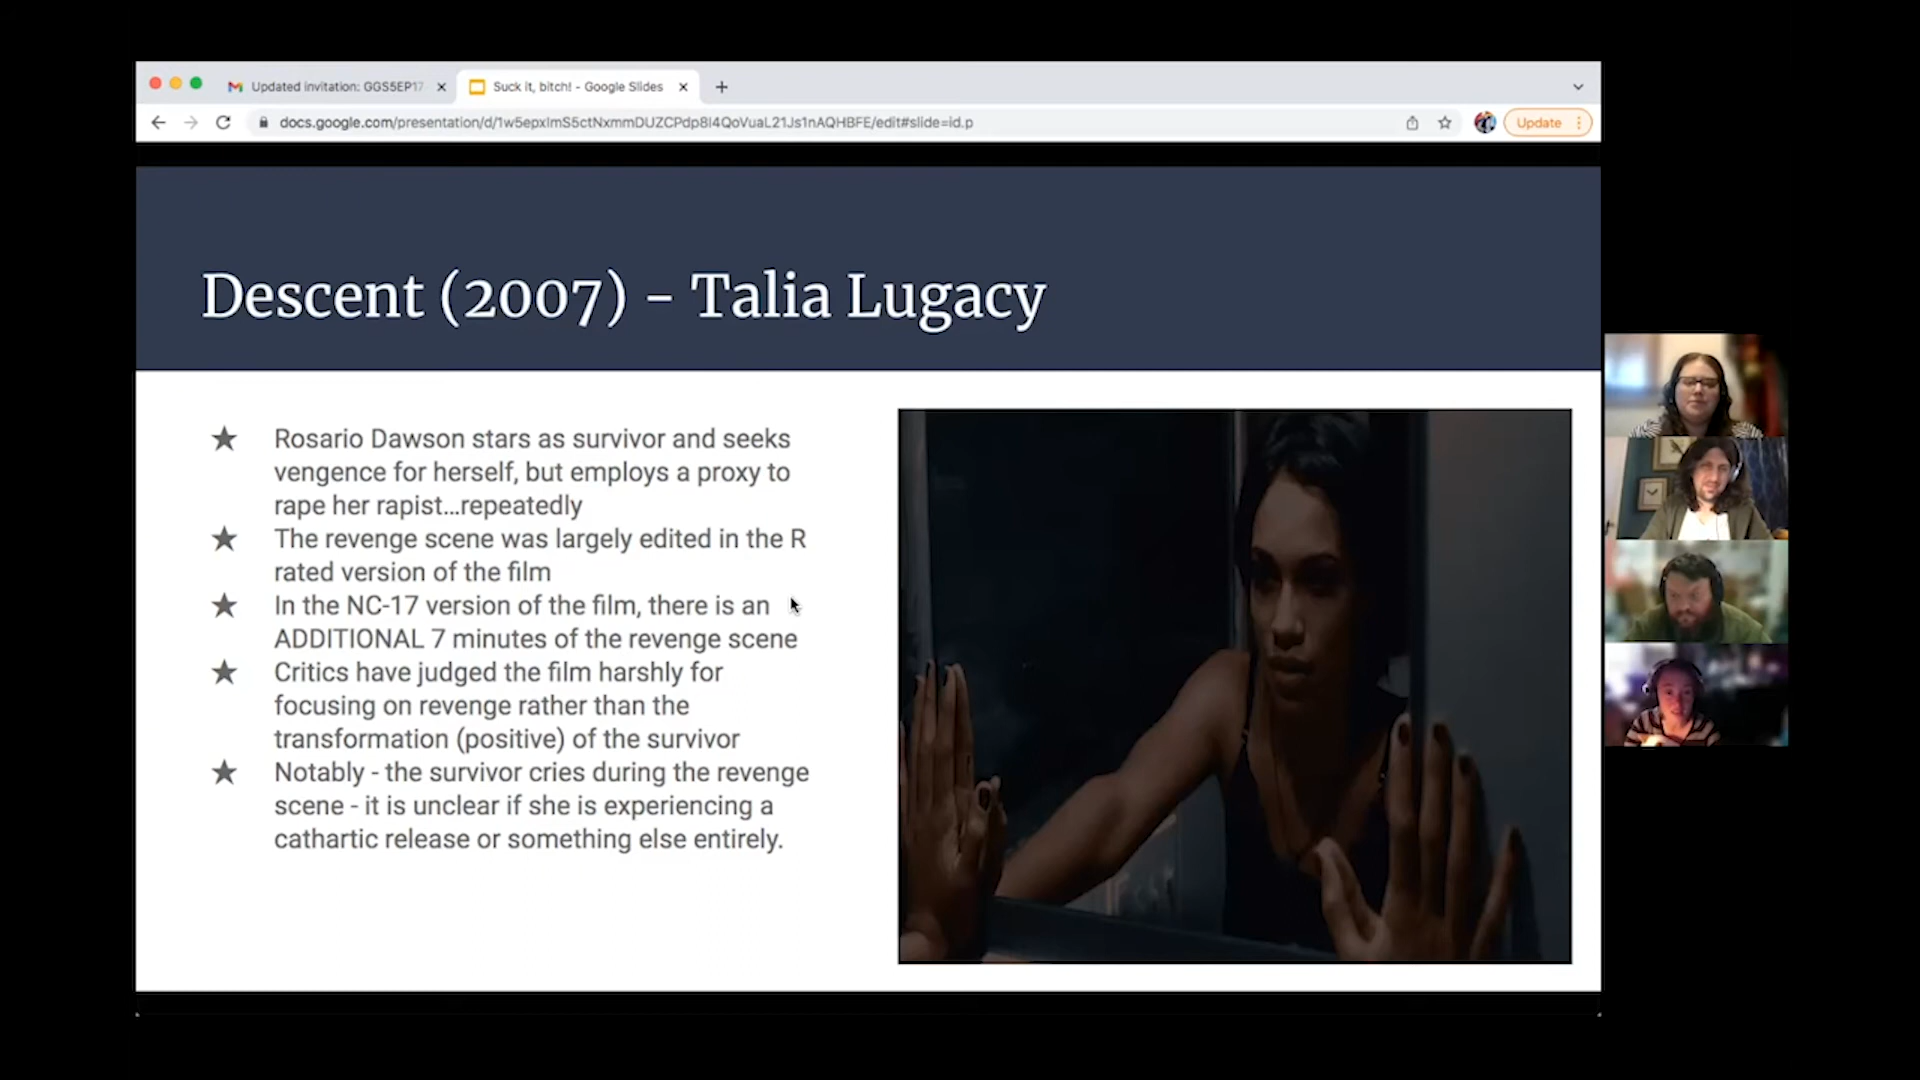 Updated invitation: GGS5EP17
Suck it, bitch! - Google Slides
docs.google.com/presentation/d/1w5epxImS5ctNxmmDUZCPdp8I4QoVuaL21Js1nAQHBFE/edit#slide=id.p
Update
Descent (2007) - Talia Lugacy
★ Rosario Dawson stars as survivor and seeks
vengence for herself, but employs a proxy to
rape her rapist...repeatedly
★ The revenge scene was largely edited in the R
rated version of the film
★ In the NC-17 version of the film, there is an
ADDITIONAL 7 minutes of the revenge scene
★ Critics have judged the film harshly for
focusing on revenge rather than the
transformation (positive) of the survivor
★ Notably - the survivor cries during the revenge
scene - it is unclear if she is experiencing a
cathartic release or something else entirely.